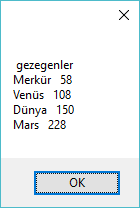 gezegenler
Merkür 58
Venüs 108
Dünya 150
Mars 228
OK